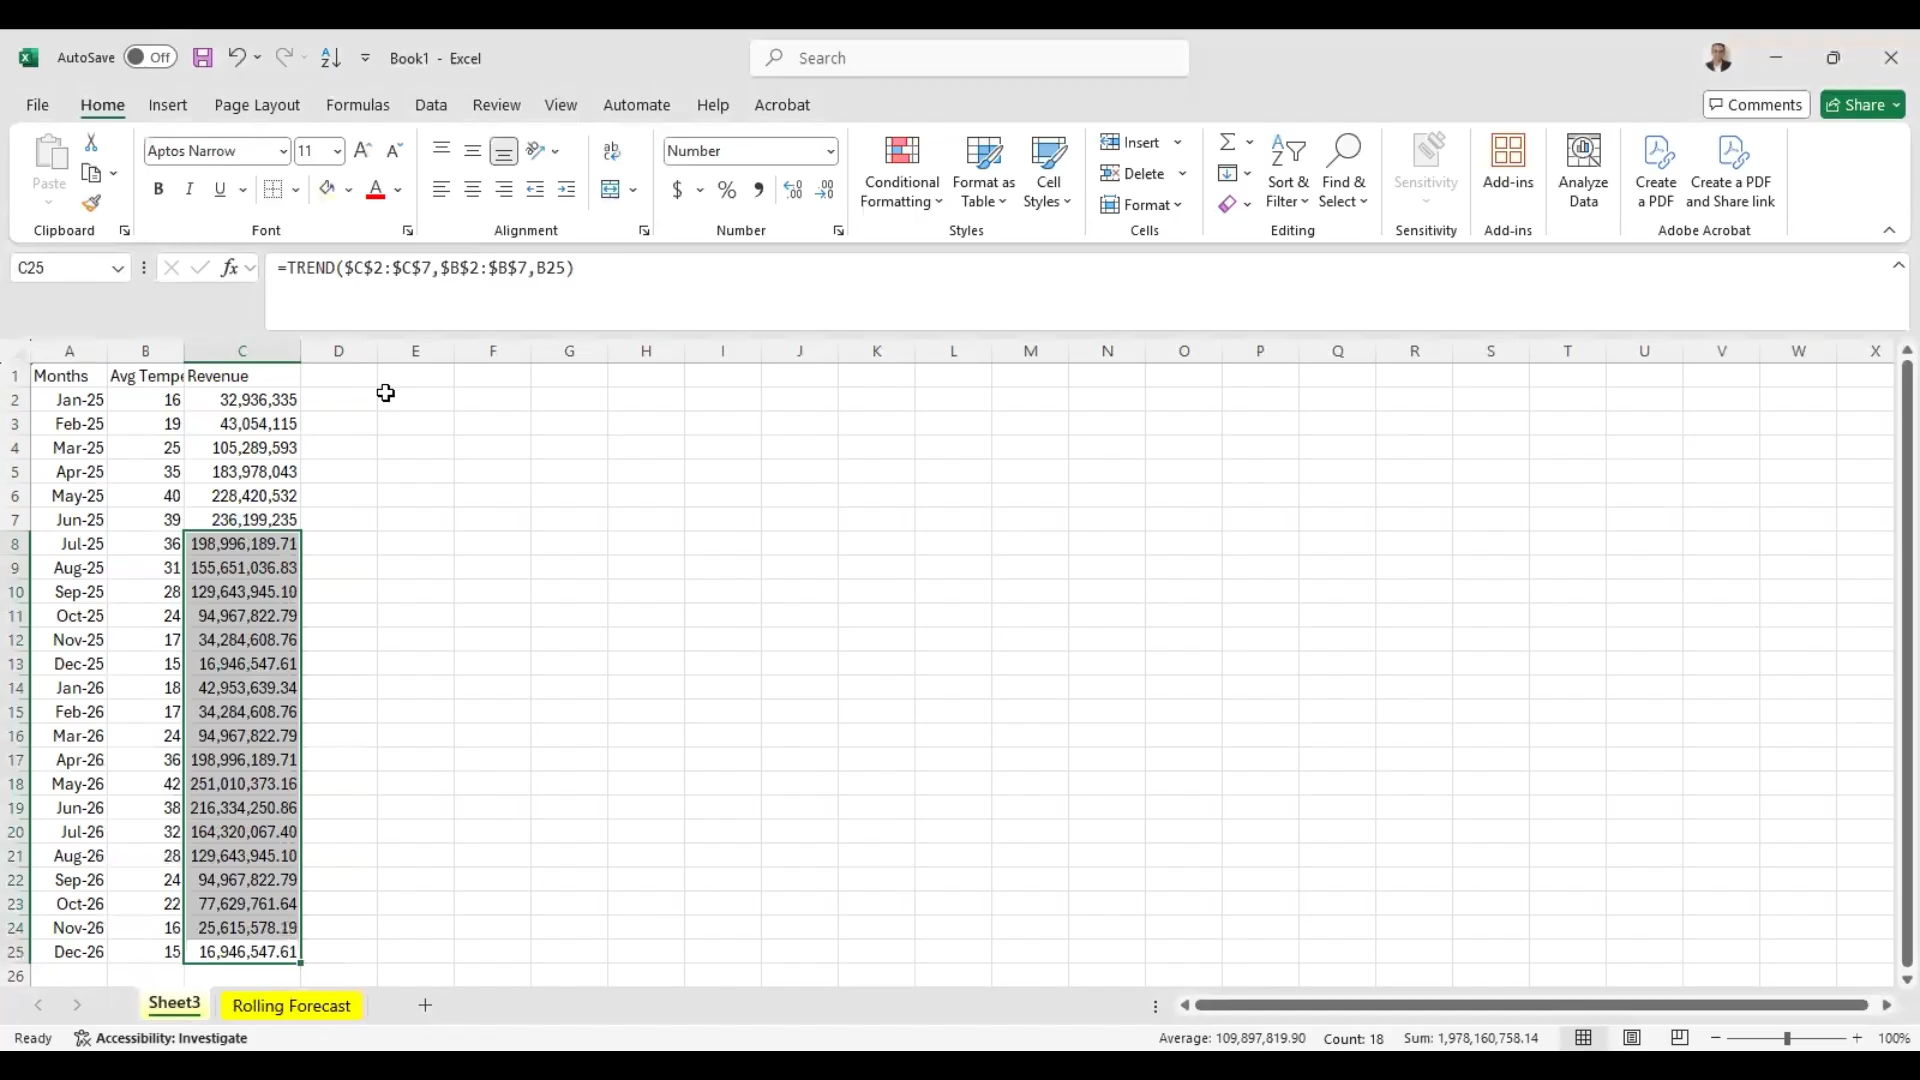 AutoSave Off Book1 - Excel Search
File Home Insert Page Layout Formulas Data Review View Automate Help Acrobat Comments Share
Paste Clipboard
Aptos Narrow 11
B I U A Font
ab Alignment
Number
$ % 9 .00 Number
Conditional Formatting Format as Table Cell Styles Styles
Insert Delete Format Cells
Sort & Filter Find & Select Editing
Sensitivity Sensitivity
Add-ins Add-ins
Analyze Data
Create a PDF Create a PDF and Share link Adobe Acrobat
C25 fx =TREND($C$2:$C$7,$B$2:$B$7,B25)
A B C D E F G H I J K L M N O P Q R S T U V W X
1 Months Avg Tempe Revenue
2 Jan-25 16 32,936,335
3 Feb-25 19 43,054,115
4 Mar-25 25 105,289,593
5 Apr-25 35 183,978,043
6 May-25 40 228,420,532
7 Jun-25 39 236,199,235
8 Jul-25 36 198,996,189.71
9 Aug-25 31 155,651,036.83
10 Sep-25 28 129,643,945.10
11 Oct-25 24 94,967,822.79
12 Nov-25 17 34,284,608.76
13 Dec-25 15 16,946,547.61
14 Jan-26 18 42,953,639.34
15 Feb-26 17 34,284,608.76
16 Mar-26 24 94,967,822.79
17 Apr-26 36 198,996,189.71
18 May-26 42 251,010,373.16
19 Jun-26 38 216,334,250.86
20 Jul-26 32 164,320,067.40
21 Aug-26 28 129,643,945.10
22 Sep-26 24 94,967,822.79
23 Oct-26 22 77,629,761.64
24 Nov-26 16 25,615,578.19
25 Dec-26 15 16,946,547.61
26
Sheet3 Rolling Forecast
Ready Accessibility: Investigate Average: 109,897,819.90 Count: 18 Sum: 1,978,160,758.14 100%